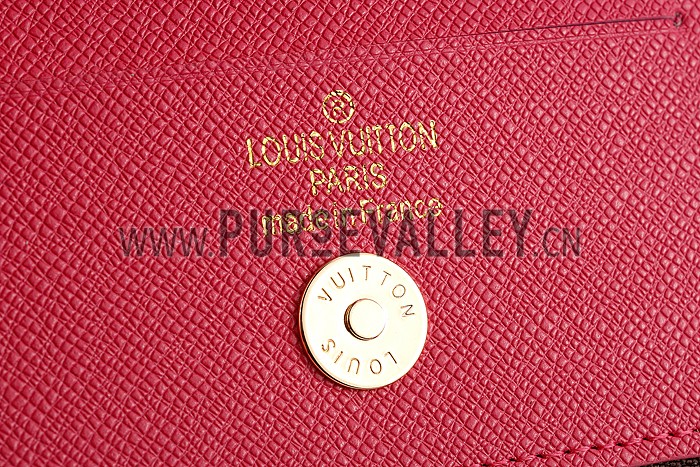 ®
LOUIS VUITTON
PARIS
made in France
WWW.PURSEVALLEY.CN
VUITTON
LOUIS